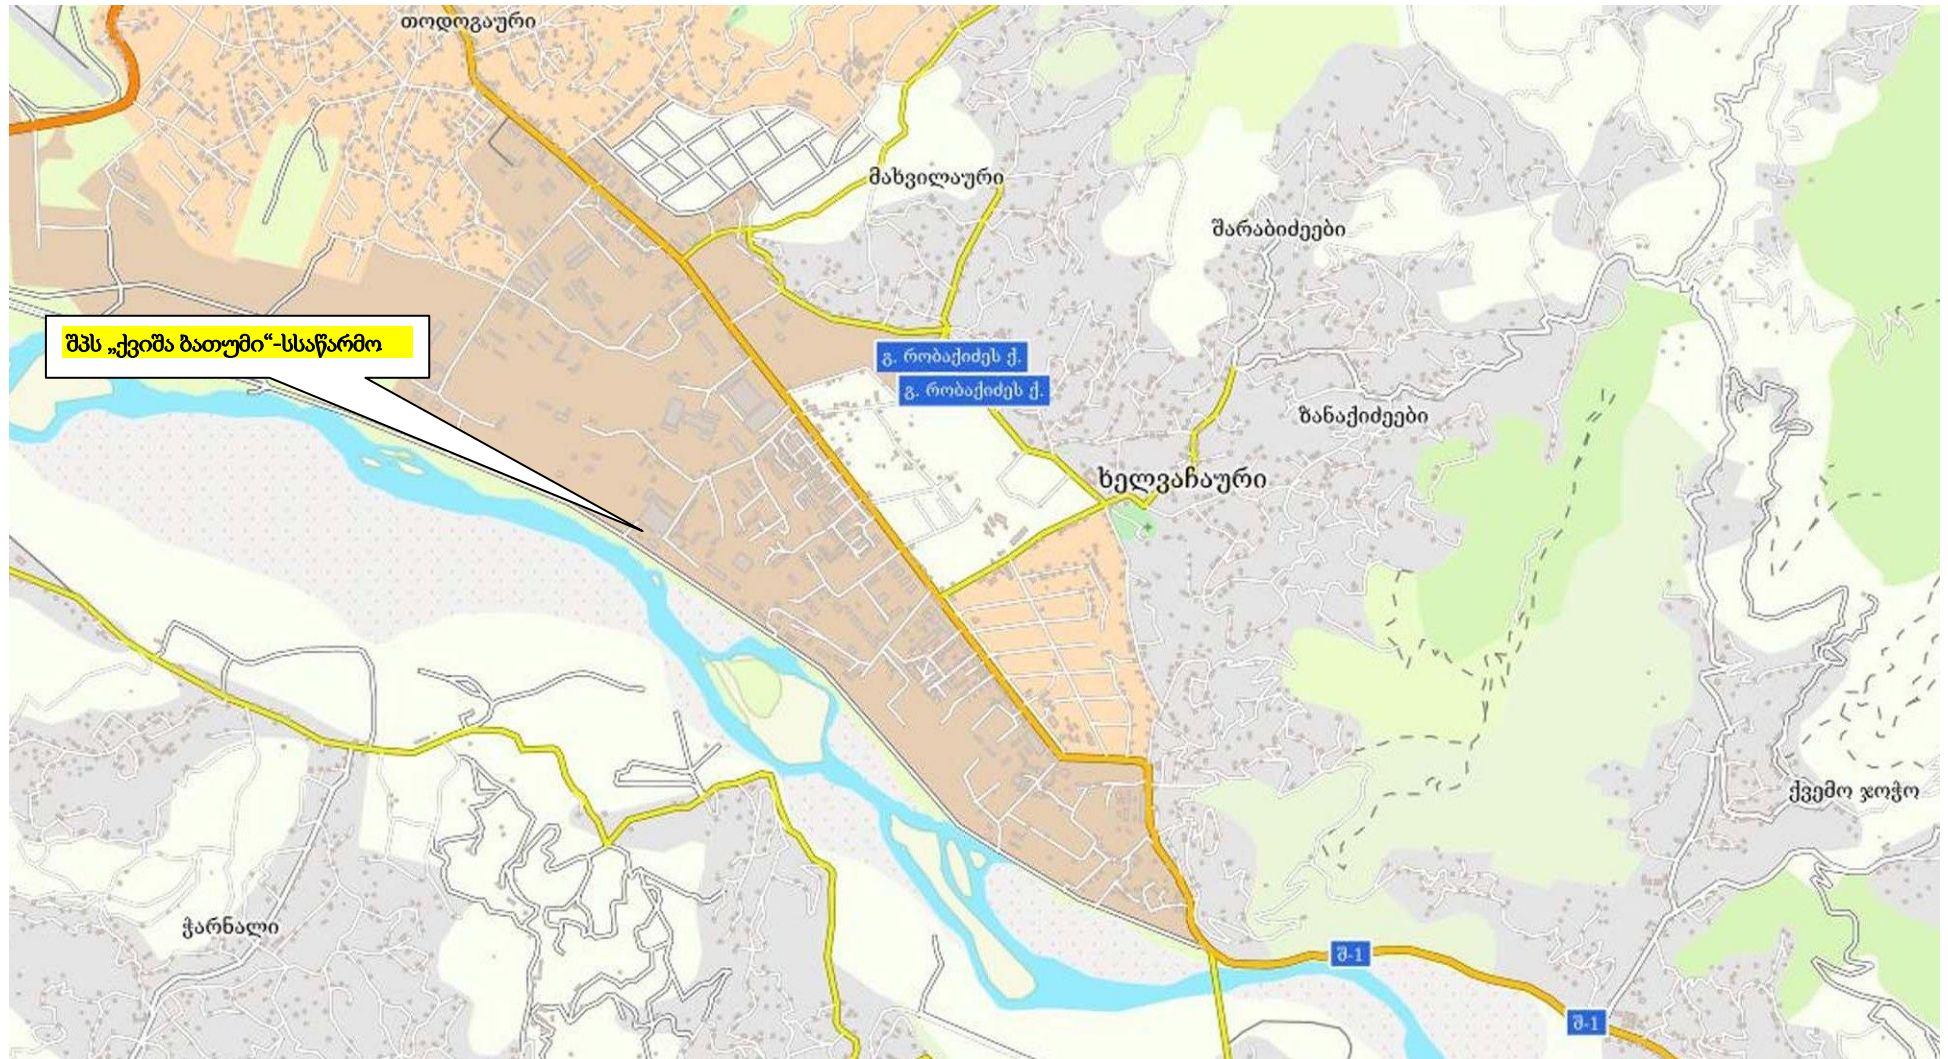 თოდოგაური
მახვილაური
შარაბიძეები
შპს „ქვიშა ბათუმი“-სსაწარმო
გ. რობაქიძეს ქ.
გ. რობაქიძეს ქ.
ზანაქიძეები
ხელვაჩაური
ქვემო ჯოჭო
ჭარნალი
შ-1
შ-1